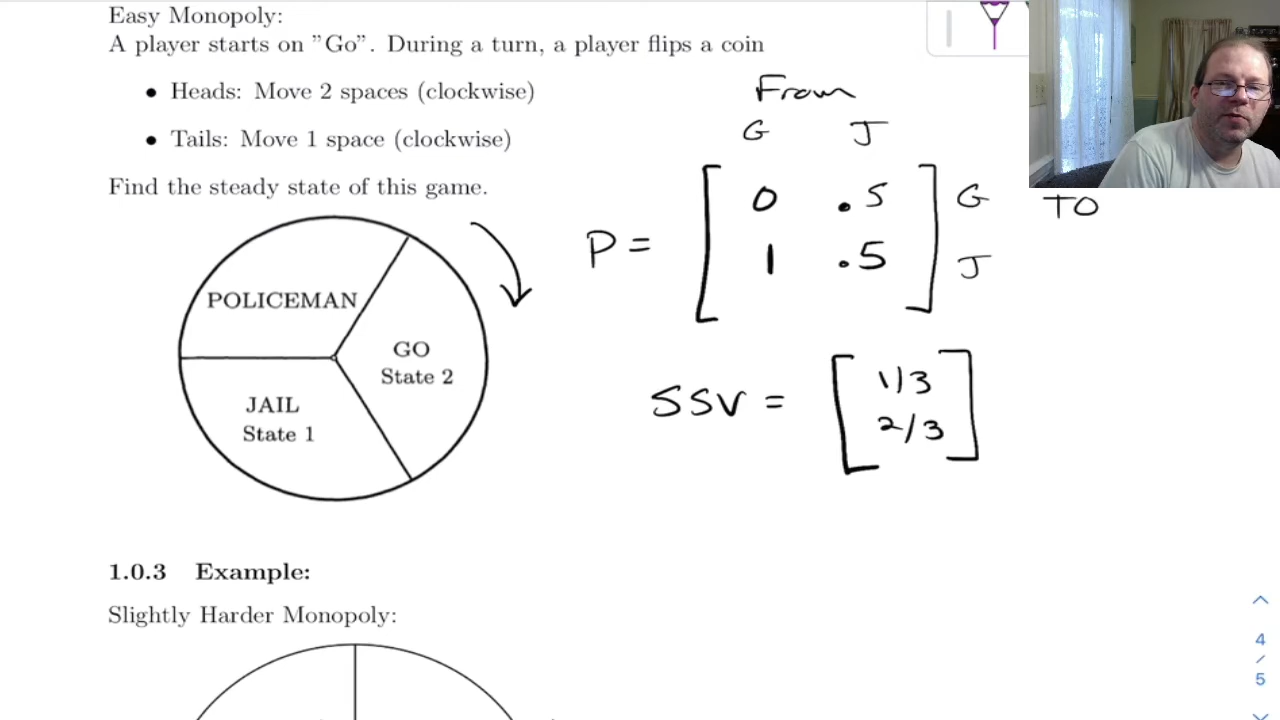 Easy Monopoly:
A player starts on "Go". During a turn, a player flips a coin
• Heads: Move 2 spaces (clockwise)
• Tails: Move 1 space (clockwise)
Find the steady state of this game.
POLICEMAN
GO
State 2
JAIL
State 1
From
G J
P = [ 0 .5 ] G TO
[ 1 .5 ] J
SSV = [ 1/3
2/3 ]
1.0.3 Example:
Slightly Harder Monopoly:
4
/
5